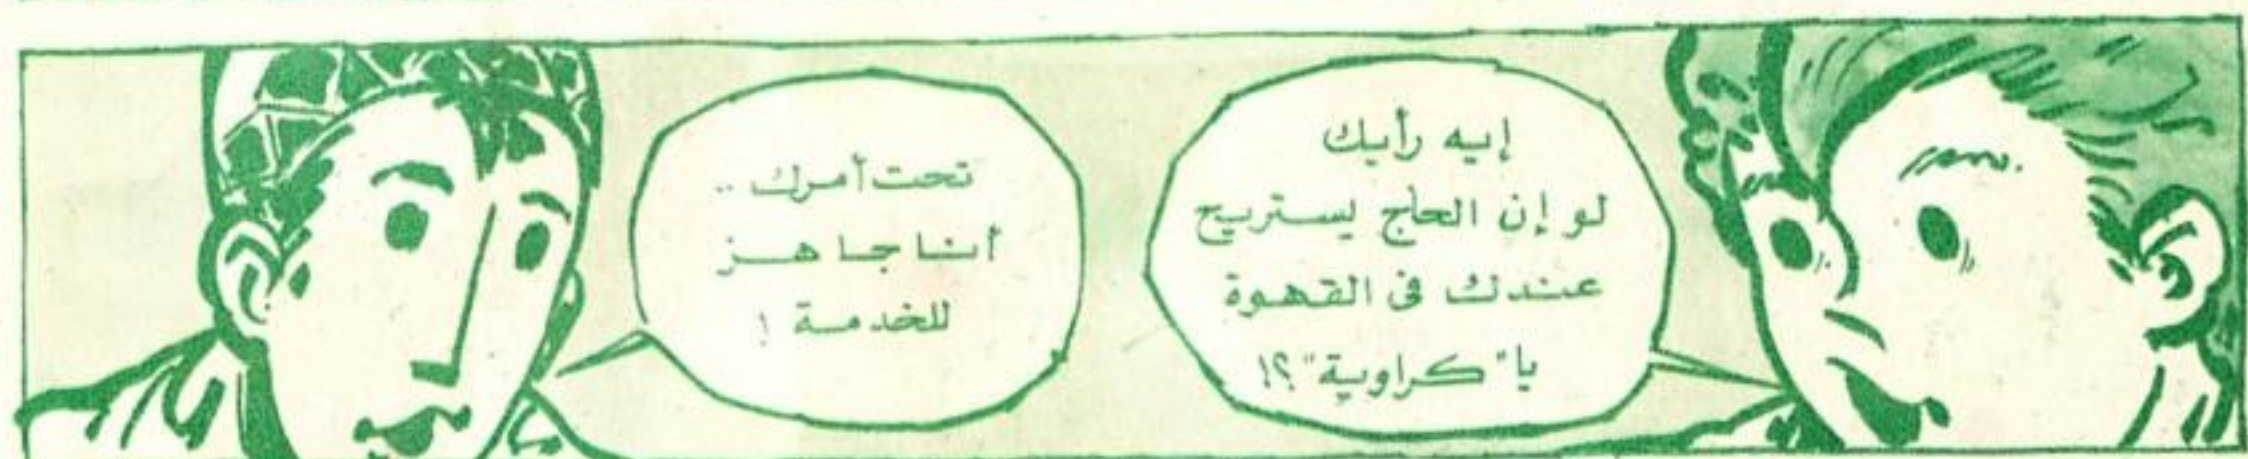 إيه رأيك
لو إن الحاج يستريح
عندك فى القهوة
يا "كراوية"؟!
تحت أمرك ..
أنا جاهز
للخدمة !